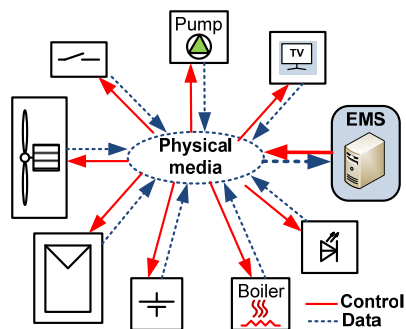 Pump
TV
EMS
Physical
media
Boiler
Control
Data